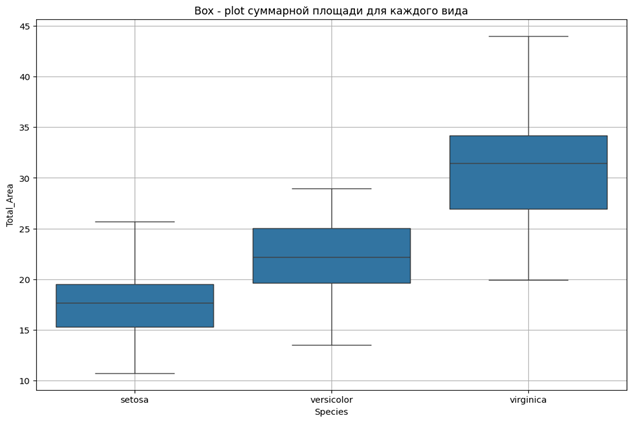 Box - plot суммарной площади для каждого вида
45
40
35
30
25
20
15
10
Total_Area
setosa
versicolor
virginica
Species